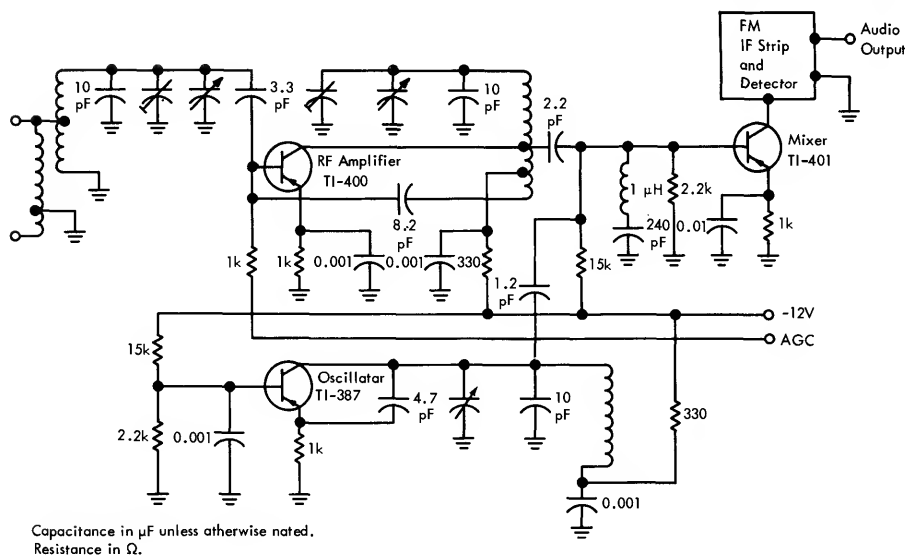 FM
IF Strip
and
Detector
Audio
Output
10
pF
3.3
pF
10
pF
2.2
pF
Mixer
TI-401
RF Amplifier
TI-400
8.2
pF
1 μH
2.2k
240
pF
0.01
1k
1k
1k
0.001
0.001
330
1.2
pF
15k
-12V
AGC
15k
Oscillatar
TI-387
4.7
pF
10
pF
330
2.2k
0.001
1k
0.001
Capacitance in μF unless otherwise nated.
Resistance in Ω.